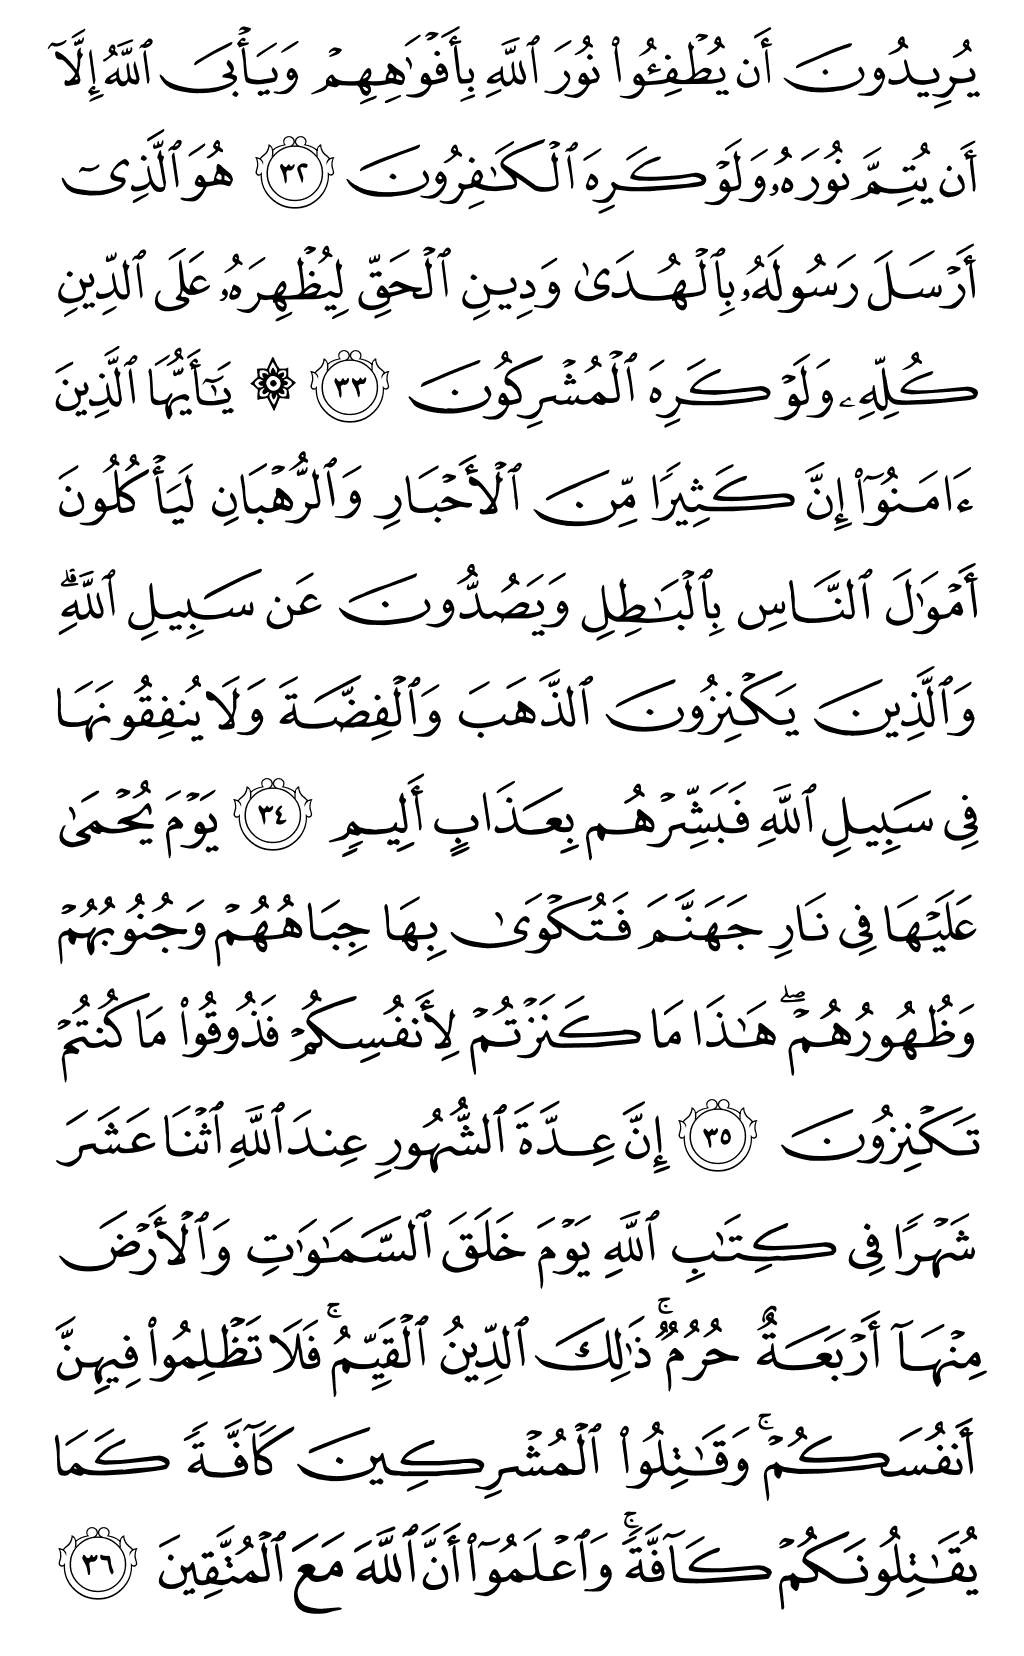 يُرِيدُونَ أَن يُطۡفِـُٔواْ نُورَ ٱللَّهِ بِأَفۡوَٰهِهِمۡ وَيَأۡبَى ٱللَّهُ إِلَّآ
أَن يُتِمَّ نُورَهُۥ وَلَوۡ كَرِهَ ٱلۡكَٰفِرُونَ ٣٢ هُوَ ٱلَّذِيٓ
أَرۡسَلَ رَسُولَهُۥ بِٱلۡهُدَىٰ وَدِينِ ٱلۡحَقِّ لِيُظۡهِرَهُۥ عَلَى ٱلدِّينِ
كُلِّهِۦ وَلَوۡ كَرِهَ ٱلۡمُشۡرِكُونَ ٣٣ ۞ يَٰٓأَيُّهَا ٱلَّذِينَ
ءَامَنُوٓاْ إِنَّ كَثِيرٗا مِّنَ ٱلۡأَحۡبَارِ وَٱلرُّهۡبَانِ لَيَأۡكُلُونَ
أَمۡوَٰلَ ٱلنَّاسِ بِٱلۡبَٰطِلِ وَيَصُدُّونَ عَن سَبِيلِ ٱللَّهِۗ
وَٱلَّذِينَ يَكۡنِزُونَ ٱلذَّهَبَ وَٱلۡفِضَّةَ وَلَا يُنفِقُونَهَا
فِي سَبِيلِ ٱللَّهِ فَبَشِّرۡهُم بِعَذَابٍ أَلِيمٖ ٣٤ يَوۡمَ يُحۡمَىٰ
عَلَيۡهَا فِي نَارِ جَهَنَّمَ فَتُكۡوَىٰ بِهَا جِبَاهُهُمۡ وَجُنُوبُهُمۡ
وَظُهُورُهُمۡۖ هَٰذَا مَا كَنَزۡتُمۡ لِأَنفُسِكُمۡ فَذُوقُواْ مَا كُنتُمۡ
تَكۡنِزُونَ ٣٥ إِنَّ عِدَّةَ ٱلشُّهُورِ عِندَ ٱللَّهِ ٱثۡنَا عَشَرَ
شَهۡرٗا فِي كِتَٰبِ ٱللَّهِ يَوۡمَ خَلَقَ ٱلسَّمَٰوَٰتِ وَٱلۡأَرۡضَ
مِنۡهَآ أَرۡبَعَةٌ حُرُمٞۚ ذَٰلِكَ ٱلدِّينُ ٱلۡقَيِّمُۚ فَلَا تَظۡلِمُواْ فِيهِنَّ
أَنفُسَكُمۡۚ وَقَٰتِلُواْ ٱلۡمُشۡرِكِينَ كَآفَّةٗ كَمَا
يُقَٰتِلُونَكُمۡ كَآفَّةٗۚ وَٱعۡلَمُوٓاْ أَنَّ ٱللَّهَ مَعَ ٱلۡمُتَّقِينَ ٣٦